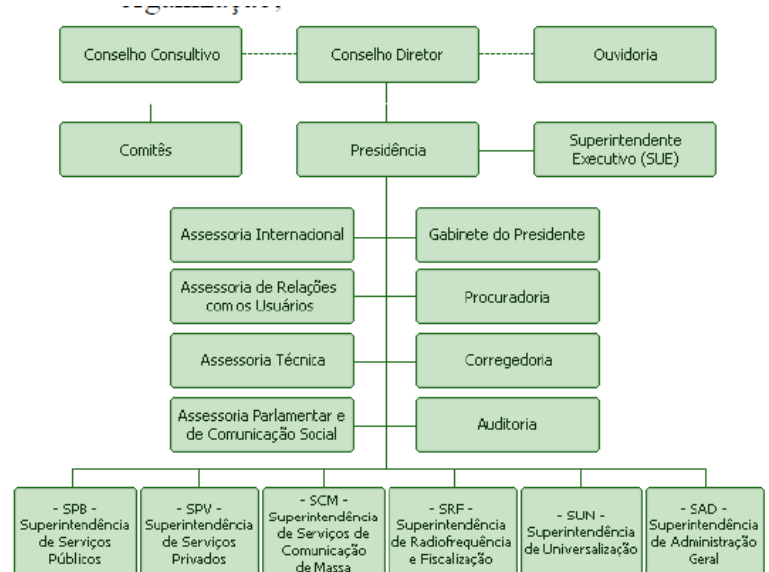 Conselho Consultivo
Conselho Diretor
Ouvidoria
Comitês
Presidência
Superintendente
Executivo (SUE)
Assessoria Internacional
Gabinete do Presidente
Assessoria de Relações
com os Usuários
Procuradoria
Assessoria Técnica
Corregedoria
Assessoria Parlamentar e
de Comunicação Social
Auditoria
- SPB -
Superintendência
de Serviços
Públicos
- SPV -
Superintendência
de Serviços
Privados
- SCM -
Superintendência
de Serviços de
Comunicação
de Massa
- SRF -
Superintendência
de Radiofrequência
e Fiscalização
- SUN -
Superintendência
de Universalização
- SAD -
Superintendência
de Administração
Geral